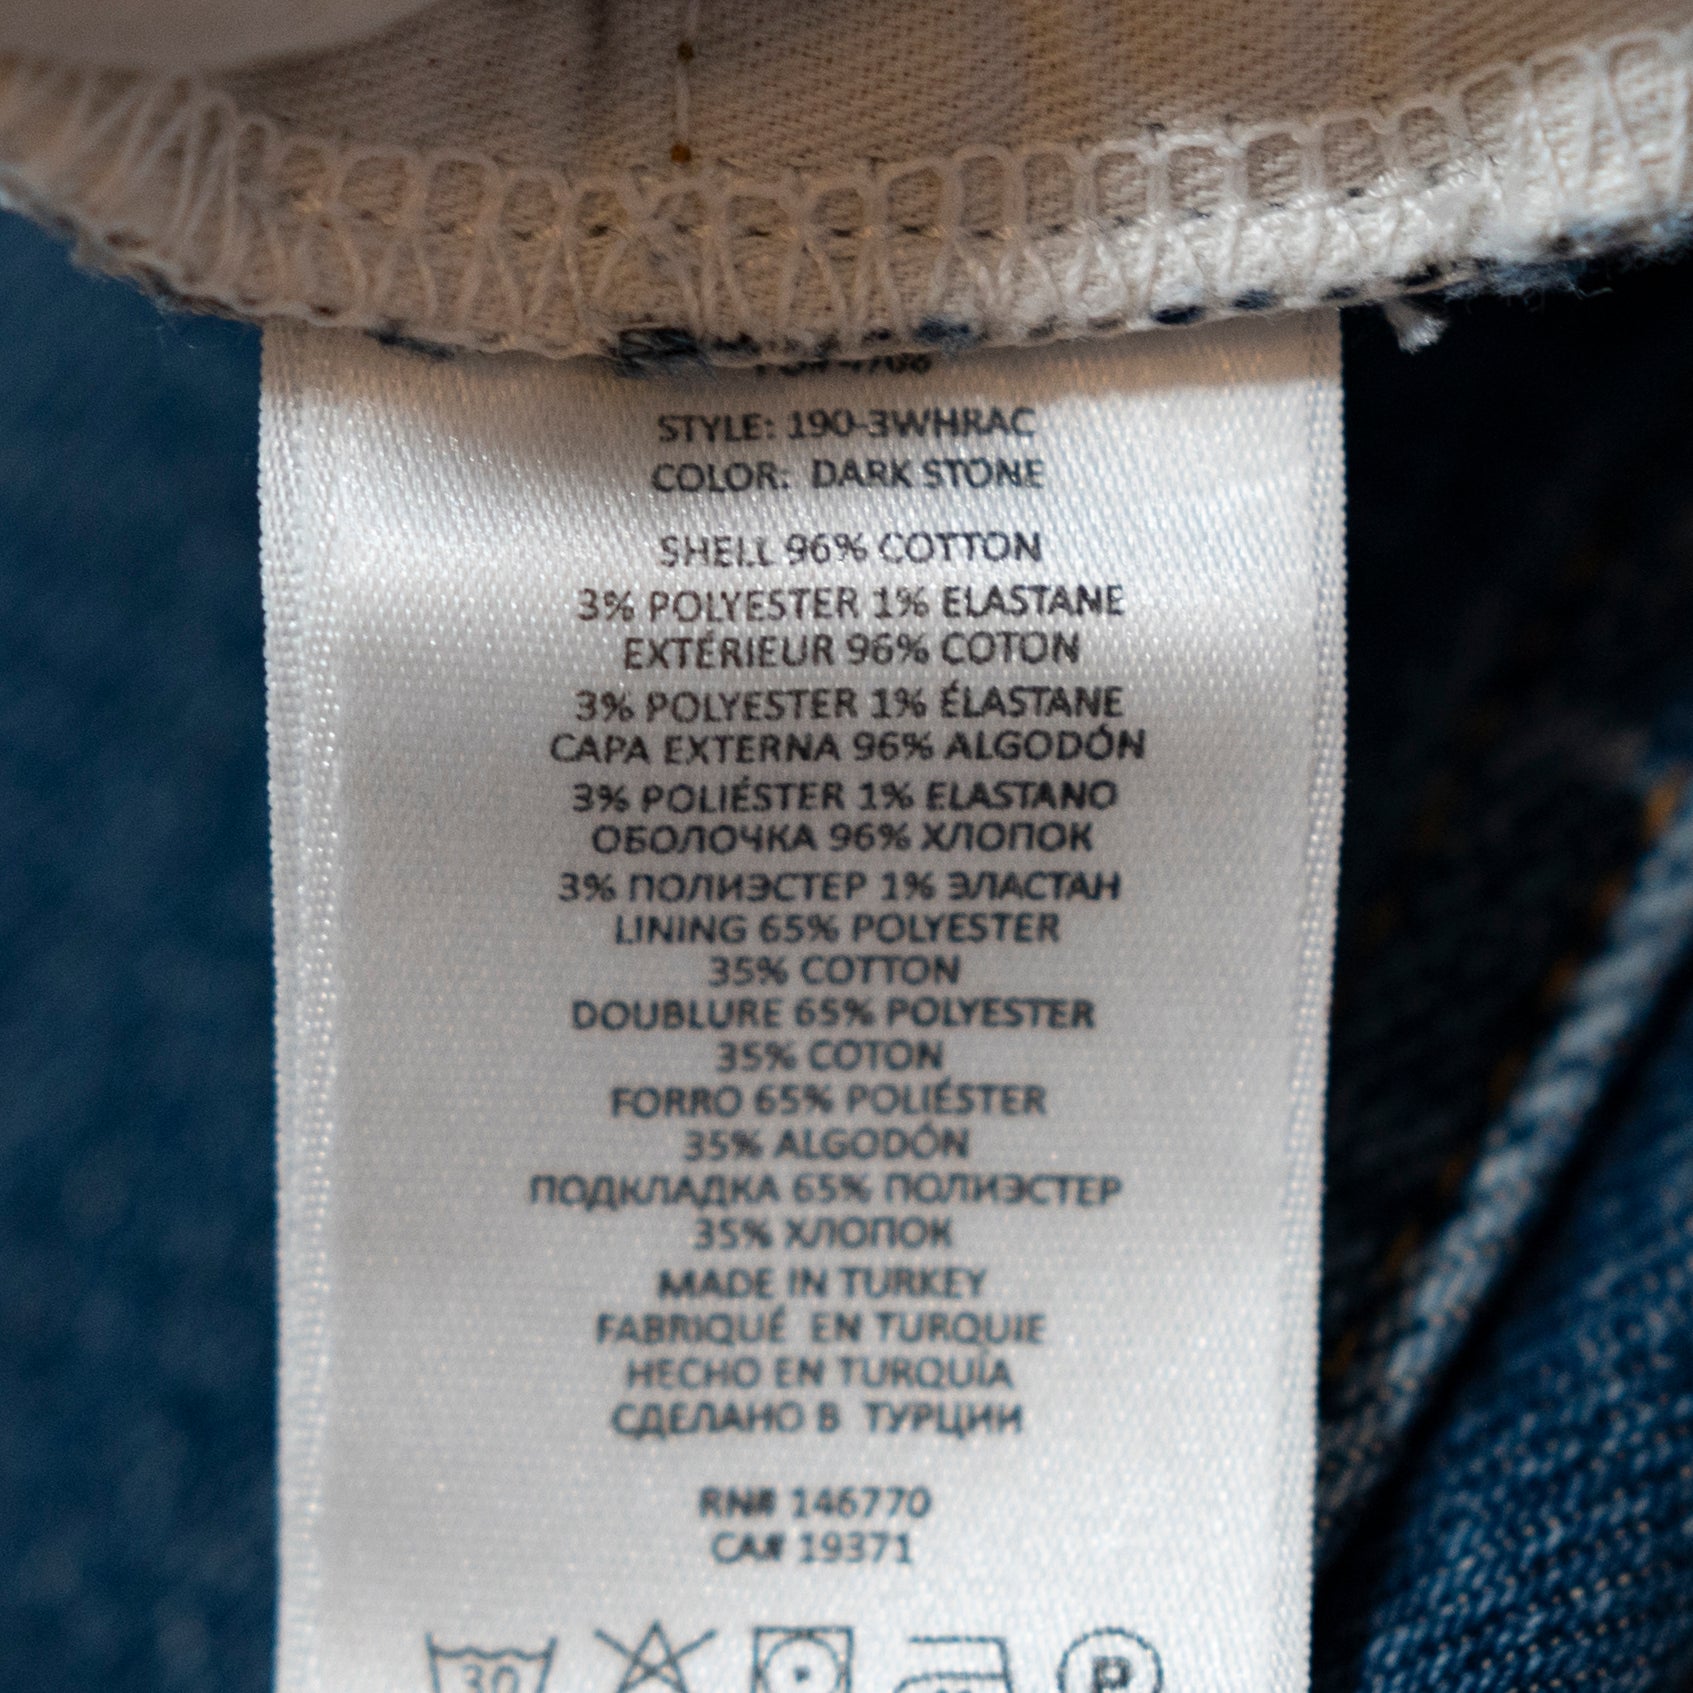 STYLE: 190-3WHRAC
COLOR: DARK STONE
SHELL 96% COTTON
3% POLYESTER 1% ELASTANE
EXTÉRIEUR 96% COTON
3% POLYESTER 1% ÉLASTANE
CAPA EXTERNA 96% ALGODÓN
3% POLIÉSTER 1% ELASTANO
ОБОЛОЧКА 96% ХЛОПОК
3% ПОЛИЭСТЕР 1% ЭЛАСТАН
LINING 65% POLYESTER
35% COTTON
DOUBLURE 65% POLYESTER
35% COTON
FORRO 65% POLIÉSTER
35% ALGODÓN
ПОДКЛАДКА 65% ПОЛИЭСТЕР
35% ХЛОПОК
MADE IN TURKEY
FABRIQUÉ EN TURQUIE
HECHO EN TURQUÍA
СДЕЛАНО В ТУРЦИИ
RN# 146770
CA# 19371
30 P